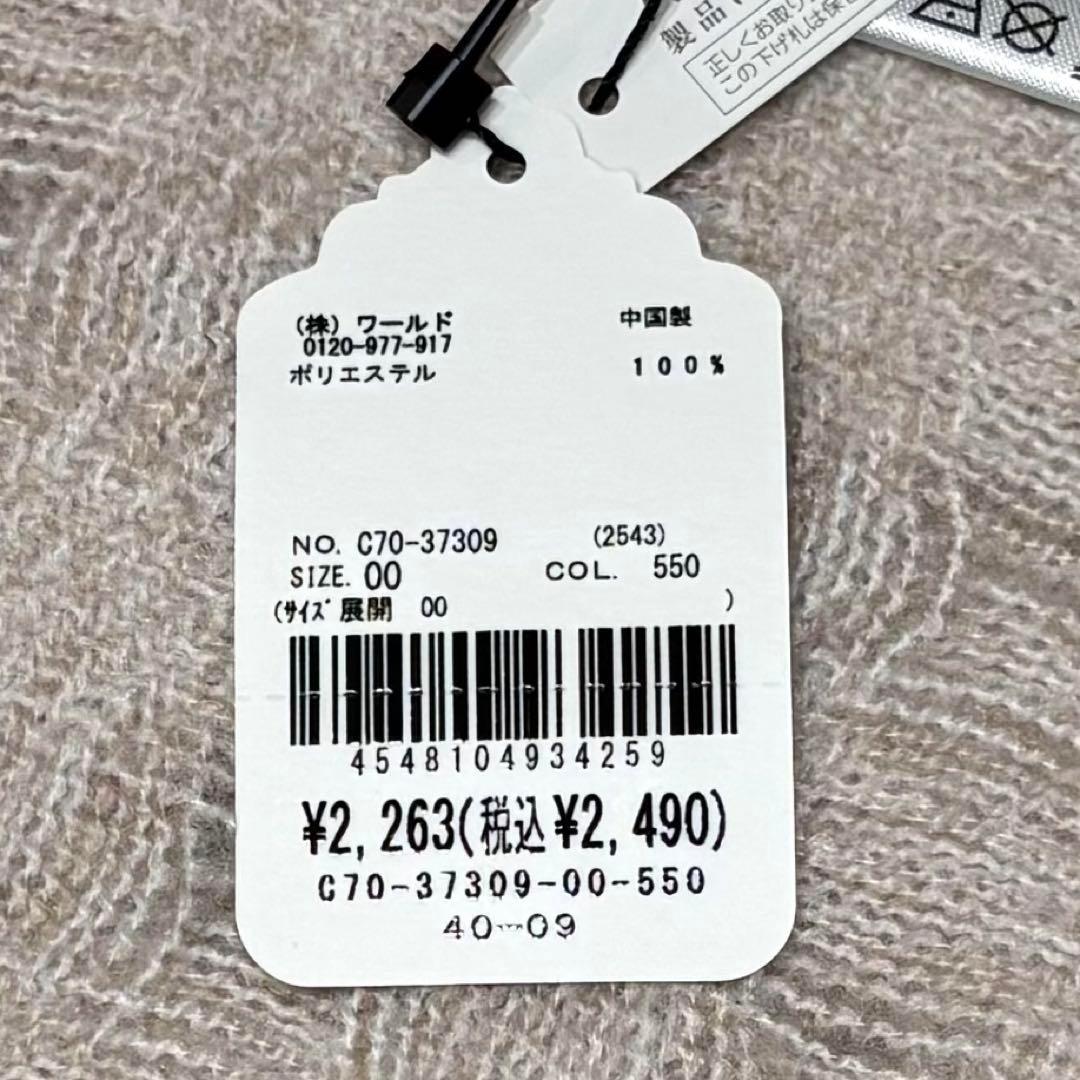 製品
正しくお取り
この下げ札は保
(株) ワールド 中国製
0120-977-917
ポリエステル 100%
NO. C70-37309 (2543)
SIZE. 00 COL. 550
(サイズ展開 00 )
4548104934259
¥2,263(税込¥2,490)
C70-37309-00-550
40-09